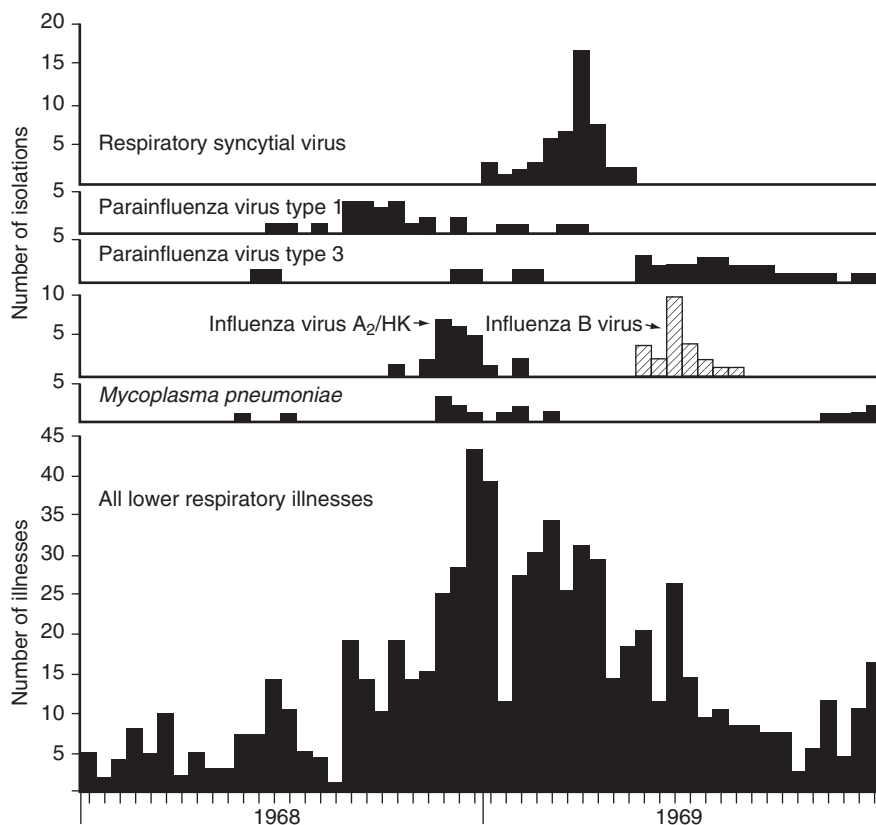 20
15
10
5
Respiratory syncytial virus
Number of isolations
5
Parainfluenza virus type 1
5
5
Parainfluenza virus type 3
10
Influenza virus A₂/HK
Influenza B virus
5
5
Mycoplasma pneumoniae
45
40
All lower respiratory illnesses
35
30
25
20
15
10
5
Number of illnesses
1968
1969